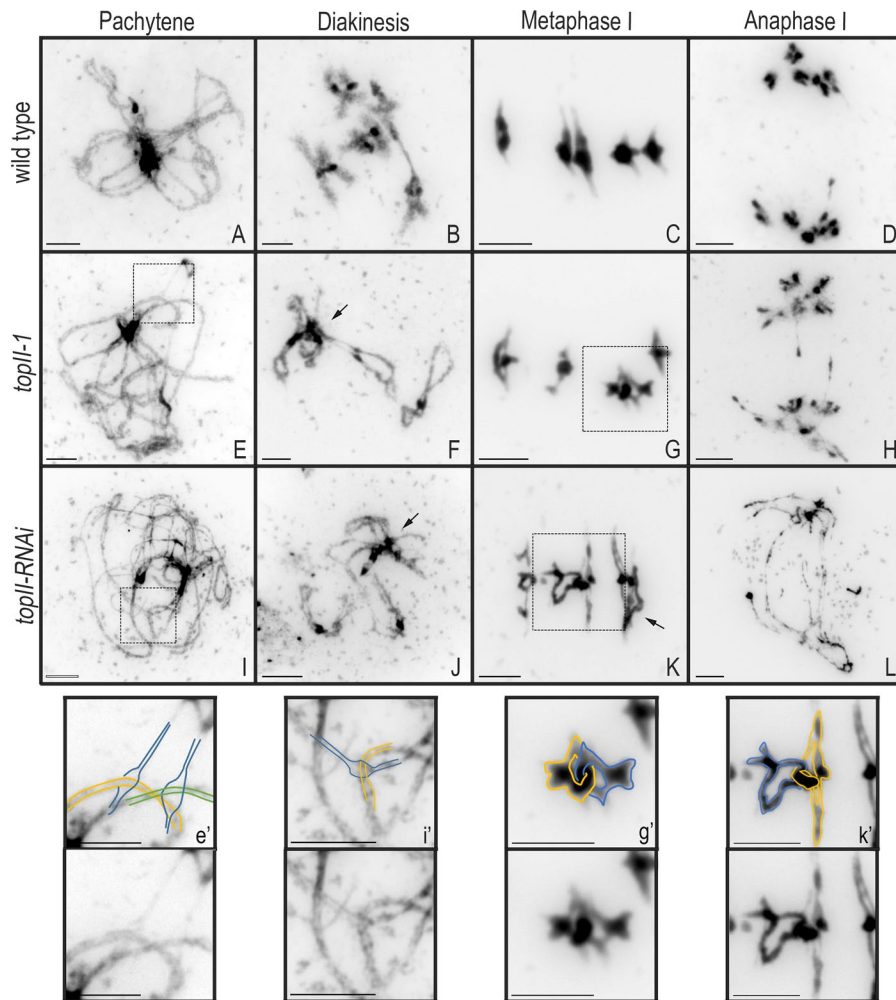 Pachytene Diakinesis Metaphase I Anaphase I
wild type
A B C D
topII-1
E F G H
topII-RNAi
I J K L
e' i' g' k'